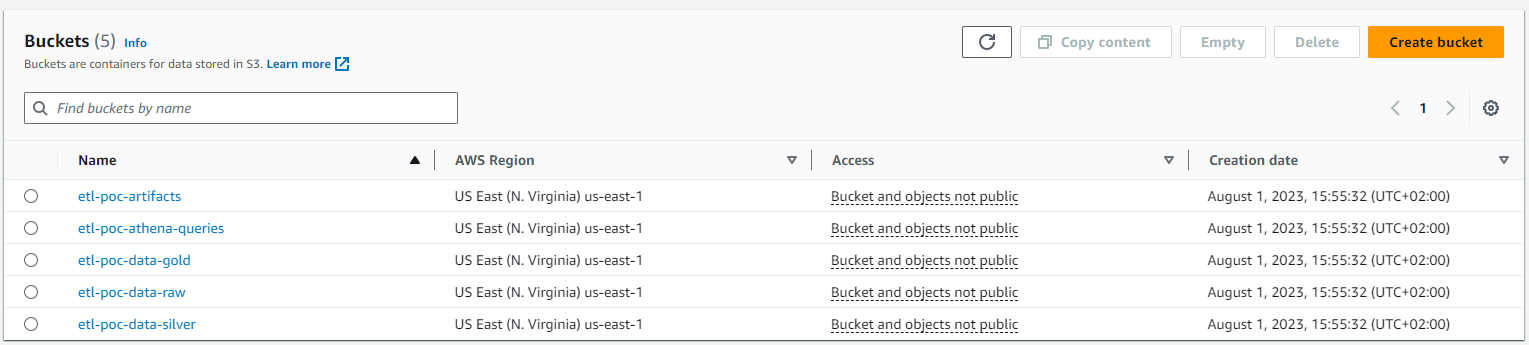 Buckets (5) Info
Buckets are containers for data stored in S3. Learn more
Copy content
Empty
Delete
Create bucket
Find buckets by name
1
Name AWS Region Access Creation date
etl-poc-artifacts US East (N. Virginia) us-east-1 Bucket and objects not public August 1, 2023, 15:55:32 (UTC+02:00)
etl-poc-athena-queries US East (N. Virginia) us-east-1 Bucket and objects not public August 1, 2023, 15:55:32 (UTC+02:00)
etl-poc-data-gold US East (N. Virginia) us-east-1 Bucket and objects not public August 1, 2023, 15:55:32 (UTC+02:00)
etl-poc-data-raw US East (N. Virginia) us-east-1 Bucket and objects not public August 1, 2023, 15:55:32 (UTC+02:00)
etl-poc-data-silver US East (N. Virginia) us-east-1 Bucket and objects not public August 1, 2023, 15:55:32 (UTC+02:00)